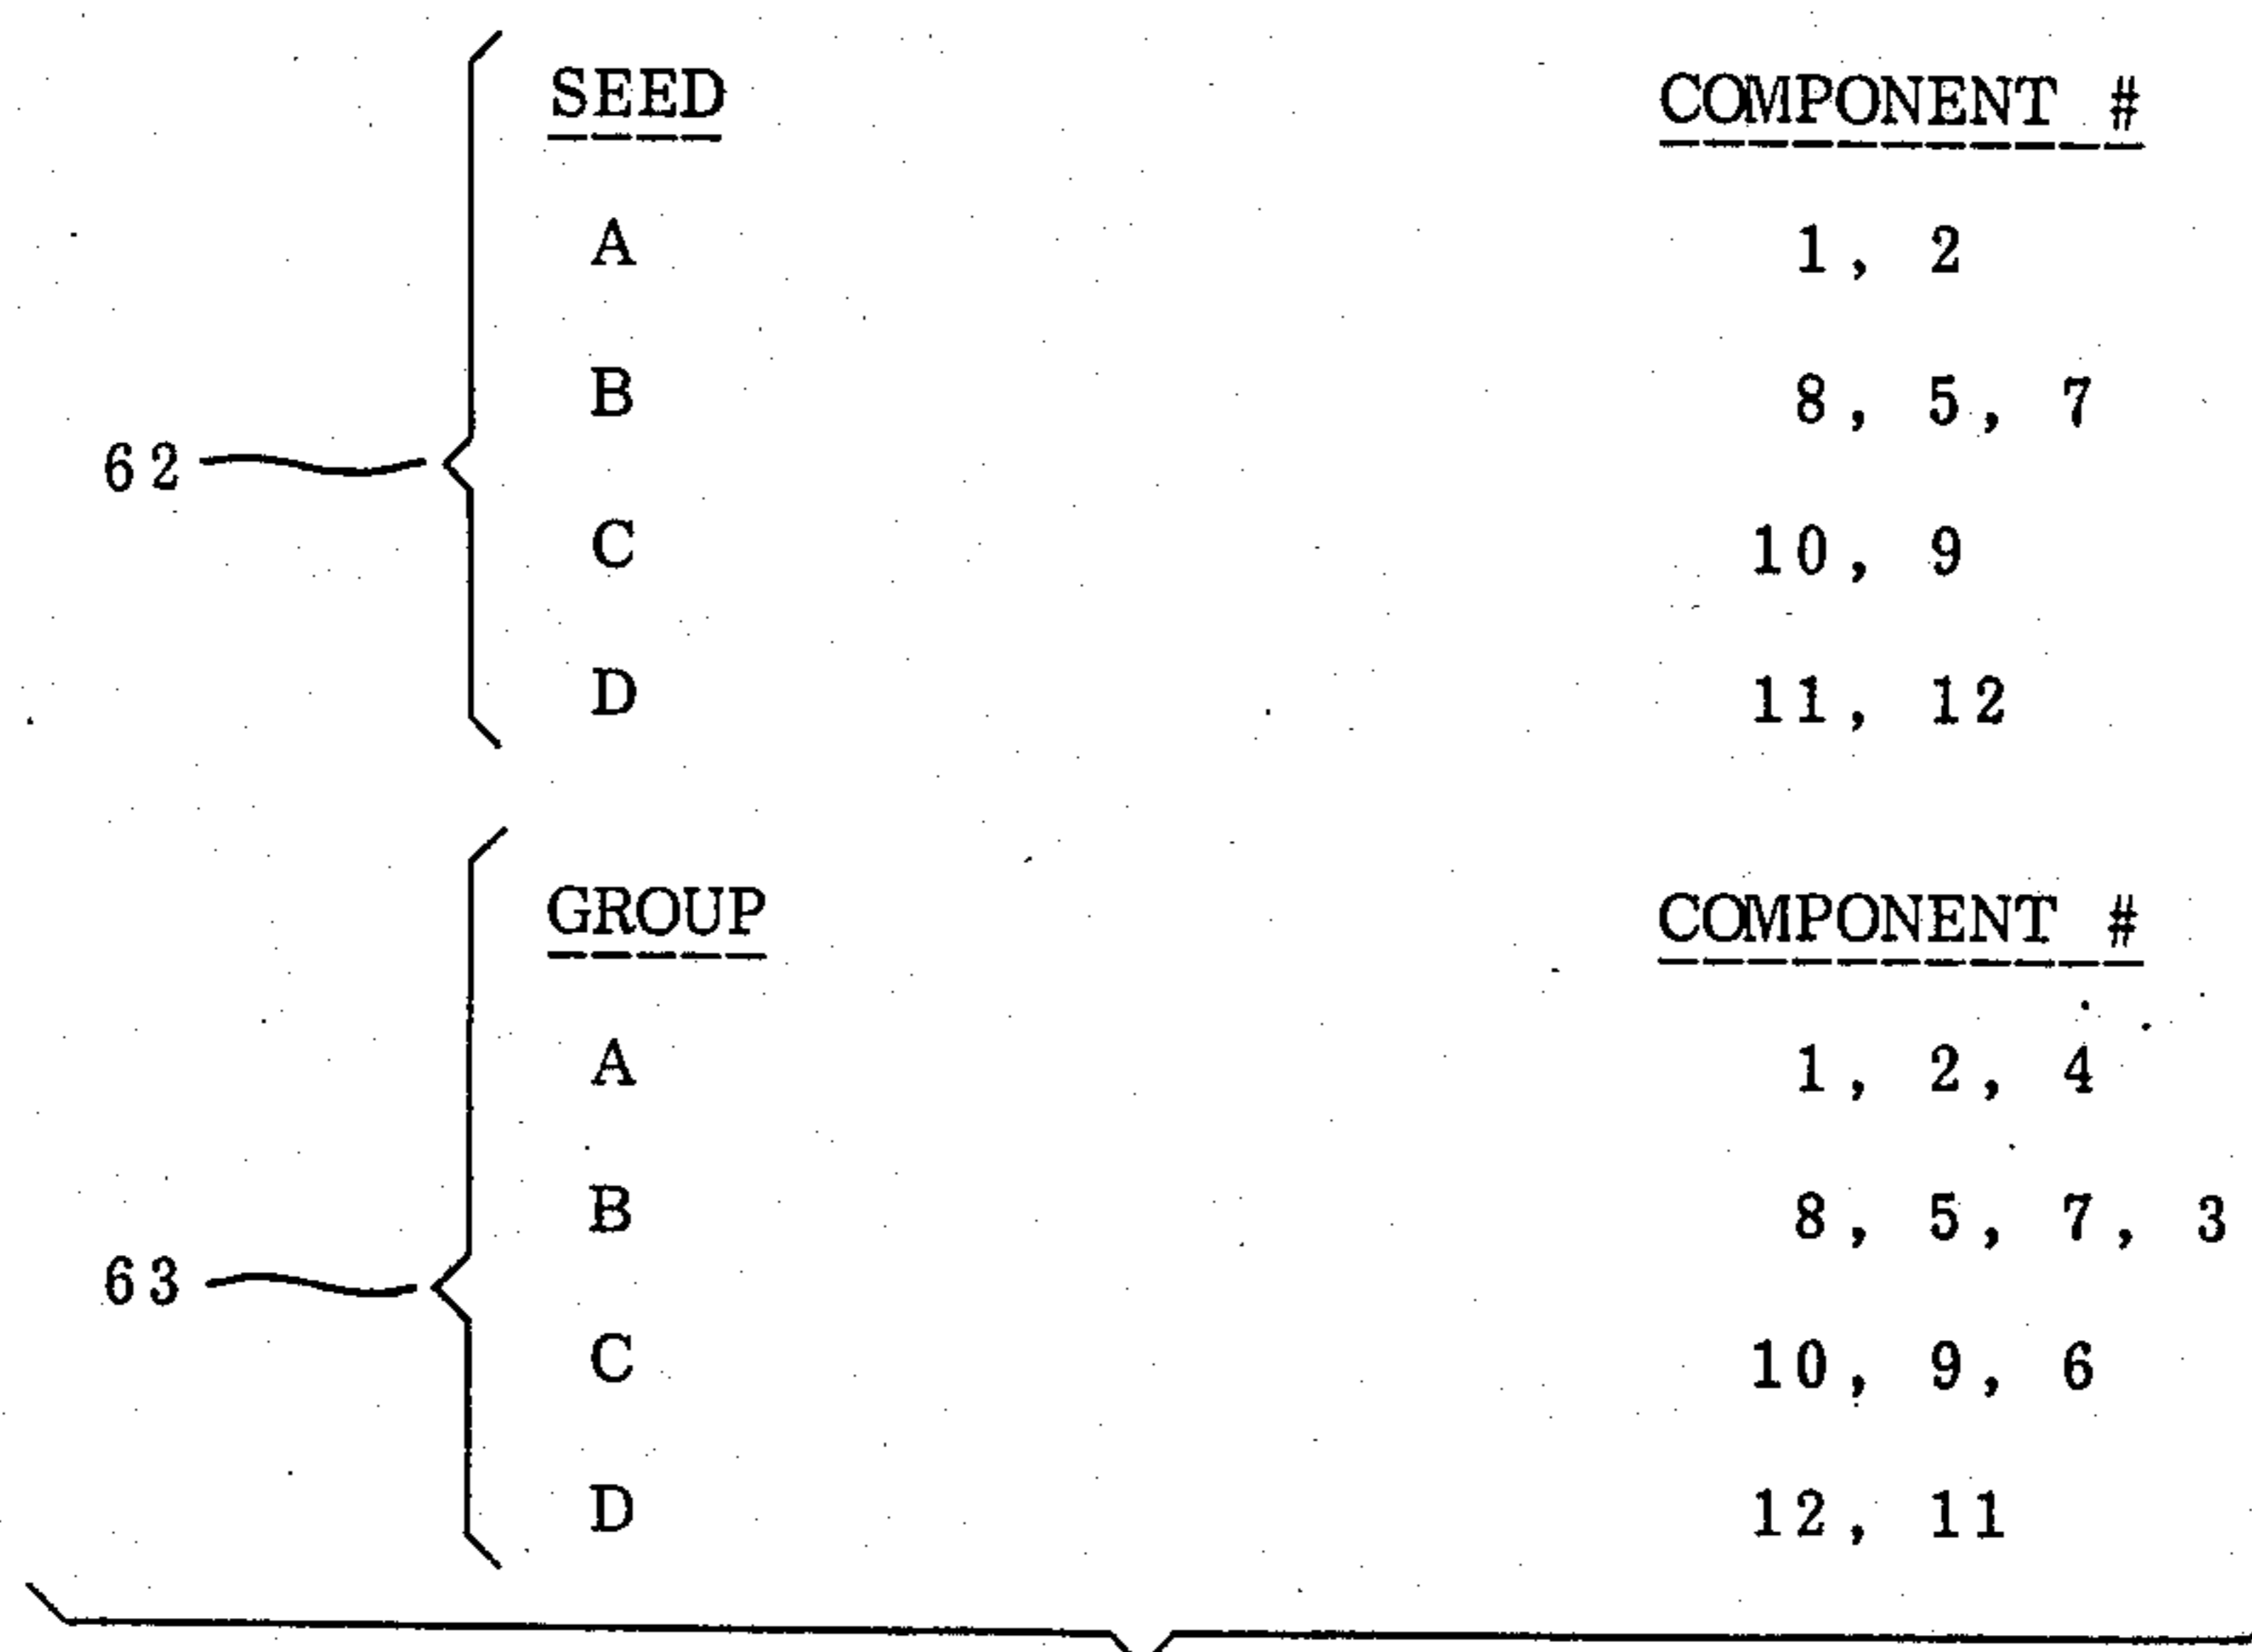 SEED COMPONENT #
A 1, 2
B 8, 5, 7
62
C 10, 9
D 11, 12
GROUP COMPONENT #
A 1, 2, 4
B 8, 5, 7, 3
63
C 10, 9, 6
D 12, 11